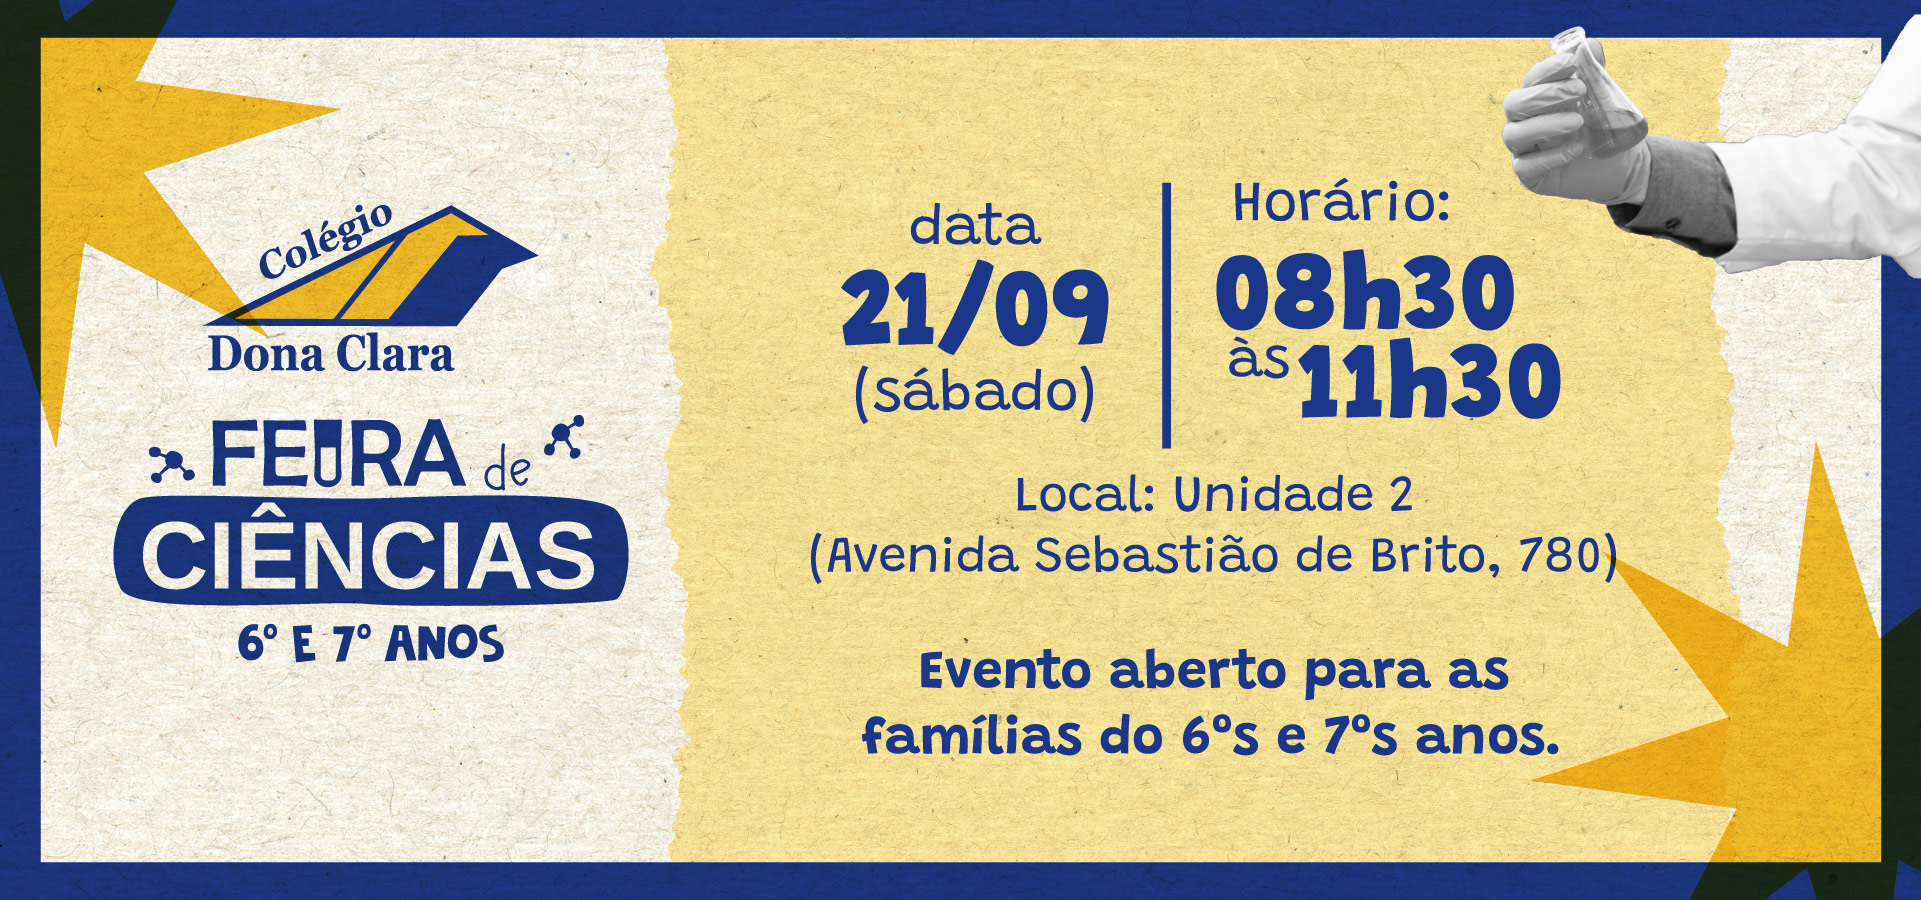 Colégio
Dona Clara
FEIRA de
CIÊNCIAS
6º E 7º ANOS
data
21/09
(sábado)
Horário:
08h30
às 11h30
Local: Unidade 2
(Avenida Sebastião de Brito, 780)
Evento aberto para as
famílias do 6ºs e 7ºs anos.